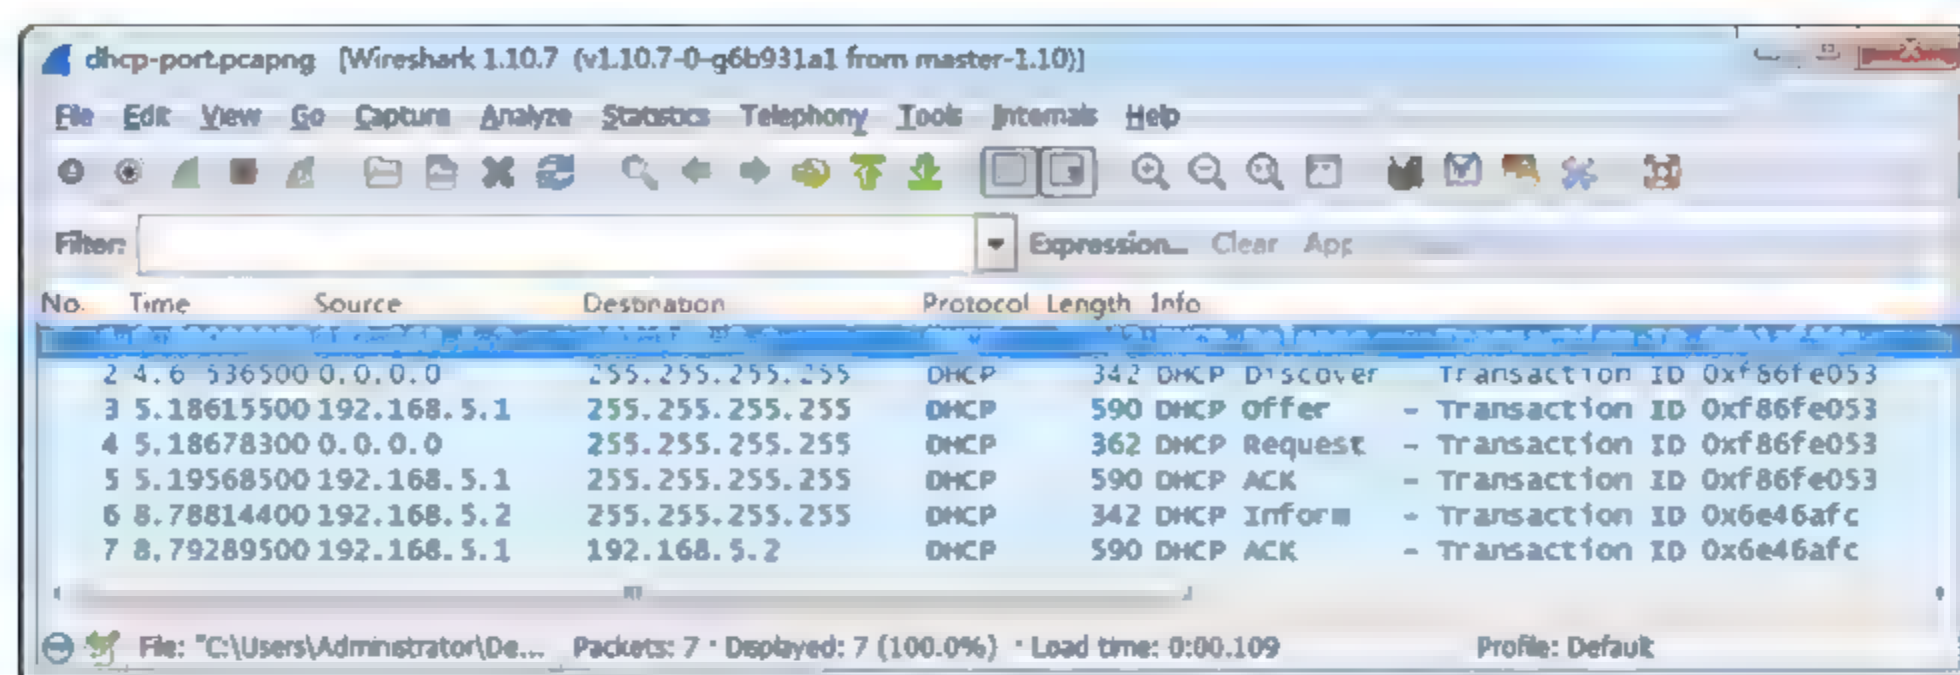 dhcp-port.pcapng [Wireshark 1.10.7 (v1.10.7-0-g6b931a1 from master-1.10)]
File Edit View Go Capture Analyze Statistics Telephony Tools Internals Help
Filter: Expression... Clear
No. Time Source Destination Protocol Length Info
2 0.0.0.0 255.255.255.255 DHCP 342 DHCP Discover Transaction ID 0xf86fe053
3 5.18615500 192.168.5.1 255.255.255.255 DHCP 590 DHCP Offer - Transaction ID 0xf86fe053
4 5.18678300 0.0.0.0 255.255.255.255 DHCP 362 DHCP Request - Transaction ID 0xf86fe053
5 5.19568500 192.168.5.1 255.255.255.255 DHCP 590 DHCP ACK - Transaction ID 0xf86fe053
6 8.78814400 192.168.5.2 255.255.255.255 DHCP 342 DHCP Inform - Transaction ID 0x6e46afc
7 8.79289500 192.168.5.1 192.168.5.2 DHCP 590 DHCP ACK - Transaction ID 0x6e46afc
File: "C:\Users\Administrator\De... Packets: 7 · Displayed: 7 (100.0%) · Load time: 0:00.109 Profile: Default